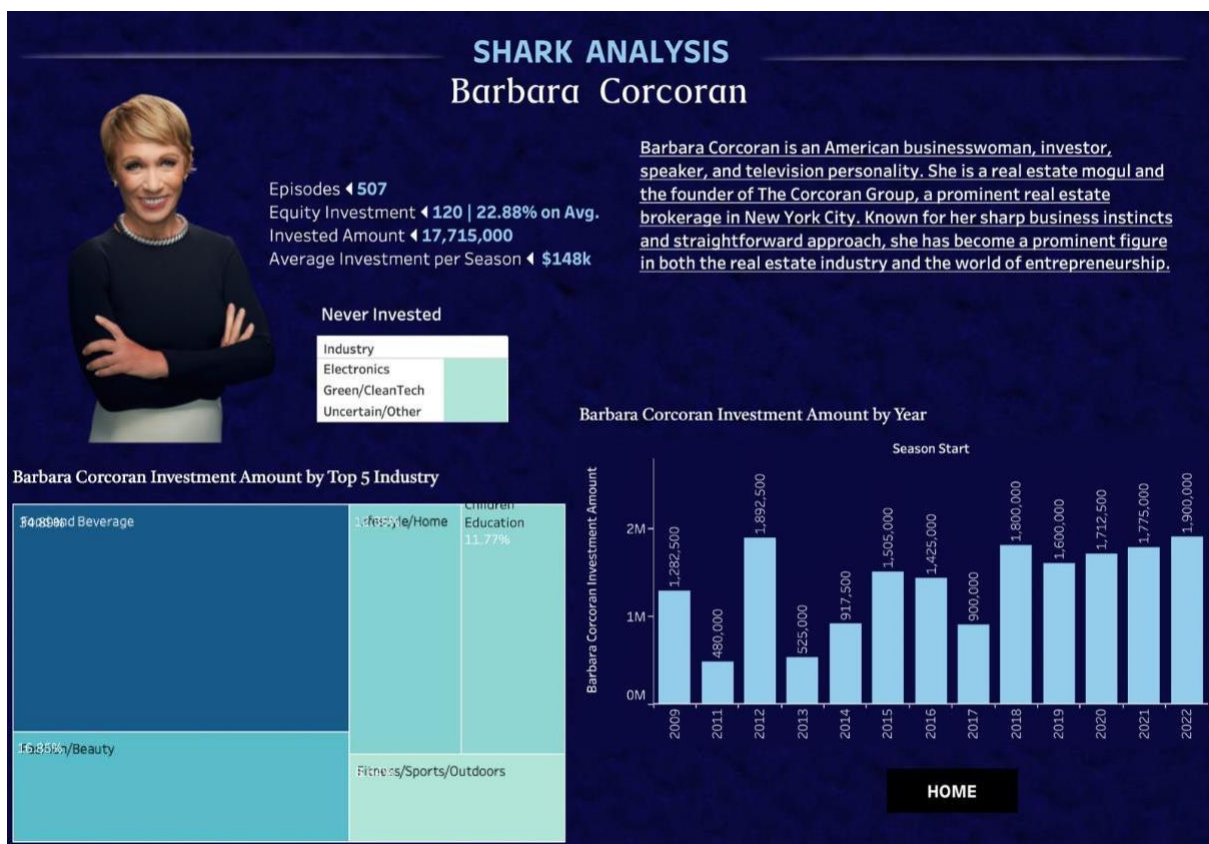 SHARK ANALYSIS
Barbara Corcoran
Episodes 507
Equity Investment 120 | 22.88% on Avg.
Invested Amount 17,715,000
Average Investment per Season $148k
Barbara Corcoran is an American businesswoman, investor,
speaker, and television personality. She is a real estate mogul and
the founder of The Corcoran Group, a prominent real estate
brokerage in New York City. Known for her sharp business instincts
and straightforward approach, she has become a prominent figure
in both the real estate industry and the world of entrepreneurship.
Never Invested
Industry
Electronics
Green/CleanTech
Uncertain/Other
Barbara Corcoran Investment Amount by Top 5 Industry
Food and Beverage
Lifestyle/Home
Children
Education
11.77%
Fashion/Beauty
Fitness/Sports/Outdoors
Barbara Corcoran Investment Amount by Year
Season Start
Barbara Corcoran Investment Amount
2M
1M
0M
1,282,500
480,000
1,892,500
525,000
917,500
1,505,000
1,425,000
900,000
1,800,000
1,600,000
1,712,500
1,775,000
1,900,000
2009
2011
2012
2013
2014
2015
2016
2017
2018
2019
2020
2021
2022
HOME